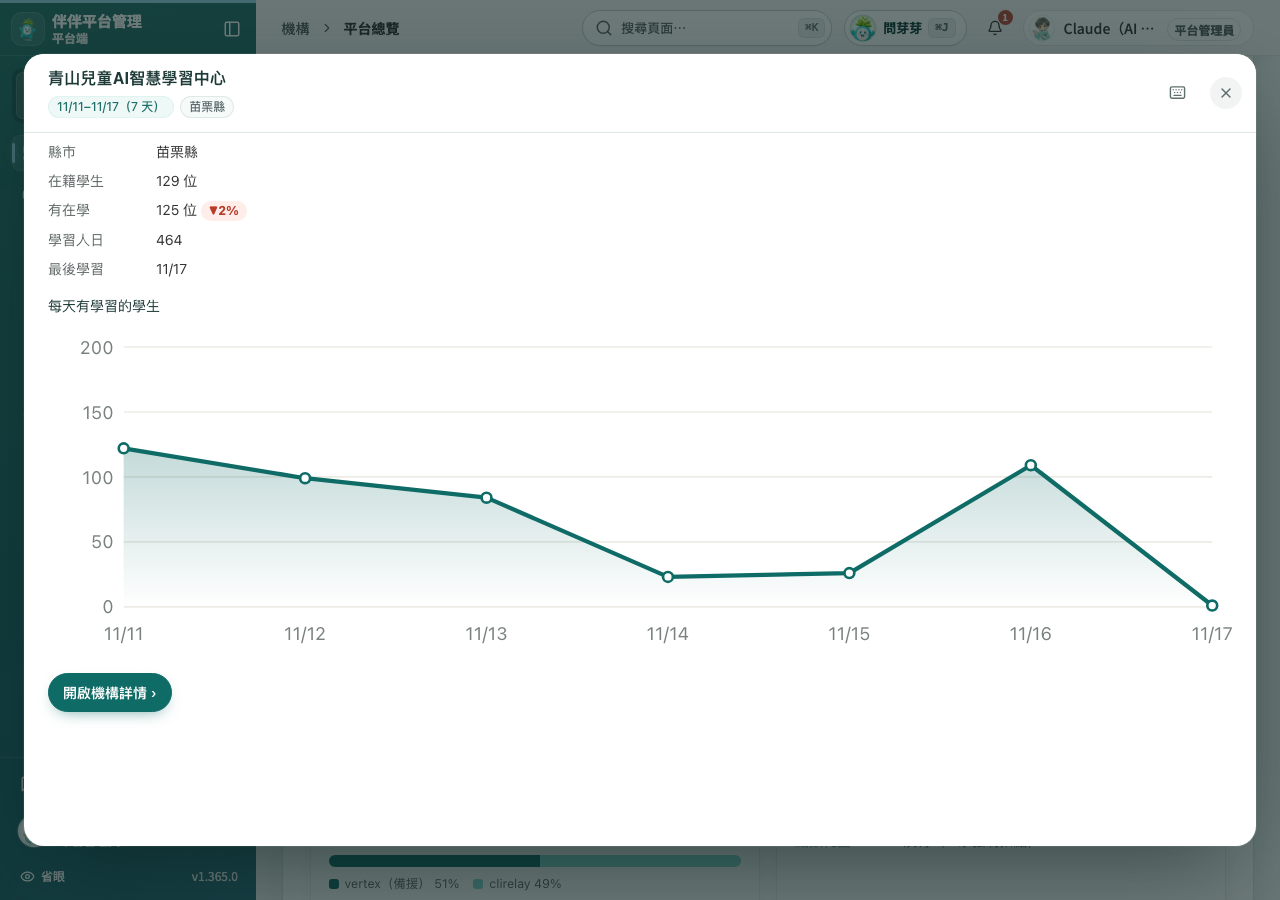 伴伴平台管理
平台端
機構 › 平台總覽
搜尋頁面… ⌘K
問芽芽 ⌘J
1
Claude（AI … 平台管理員
青山兒童AI智慧學習中心
11/11–11/17（7 天） 苗栗縣
縣市 苗栗縣
在籍學生 129 位
有在學 125 位 ▼2%
學習人日 464
最後學習 11/17
每天有學習的學生
200
150
100
50
0
11/11 11/12 11/13 11/14 11/15 11/16 11/17
開啟機構詳情 ›
省眼 v1.365.0
vertex（備援） 51% clirelay 49%